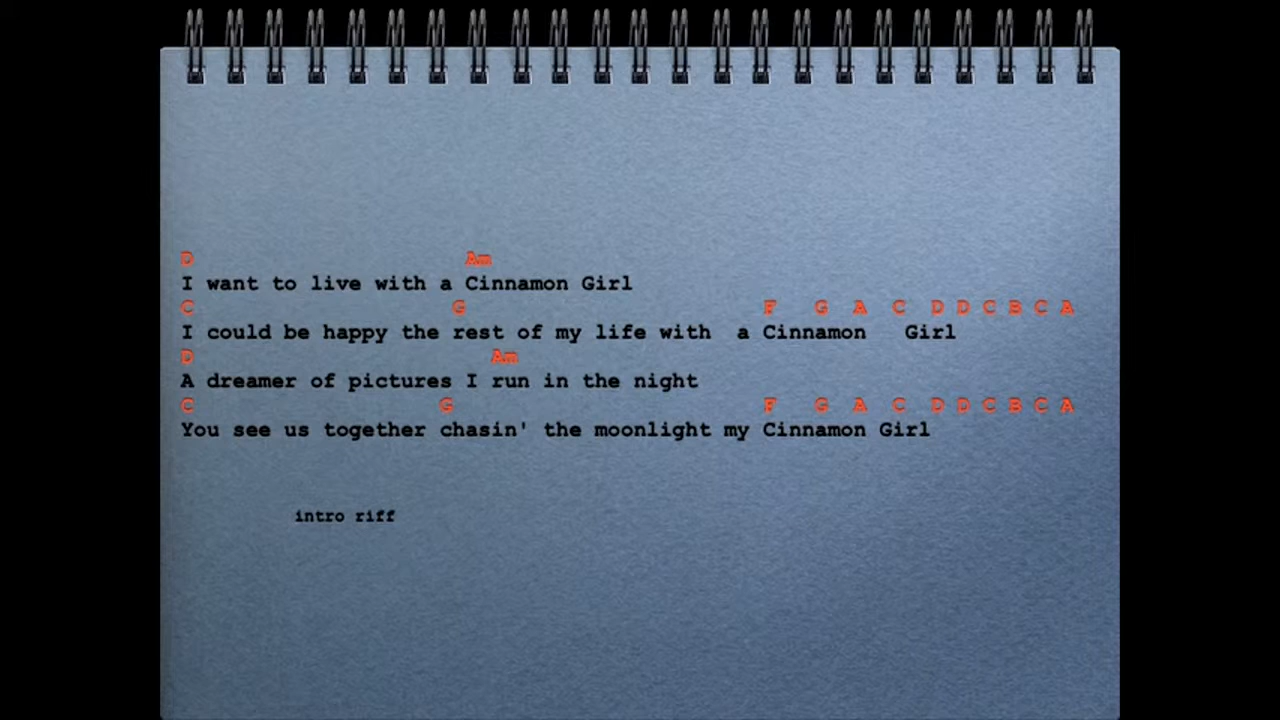 D Am
I want to live with a Cinnamon Girl
C G F G A C D D C B C A
I could be happy the rest of my life with a Cinnamon Girl
D Am
A dreamer of pictures I run in the night
C G F G A C D D C B C A
You see us together chasin' the moonlight my Cinnamon Girl
intro riff